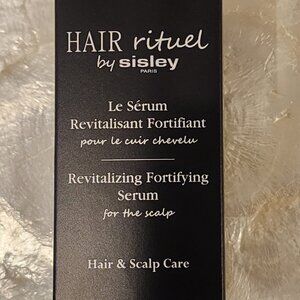 HAIR rituel
by sisley
PARIS
Le Sérum
Revitalisant Fortifiant
pour le cuir chevelu
Revitalizing Fortifying
Serum
for the scalp
Hair & Scalp Care